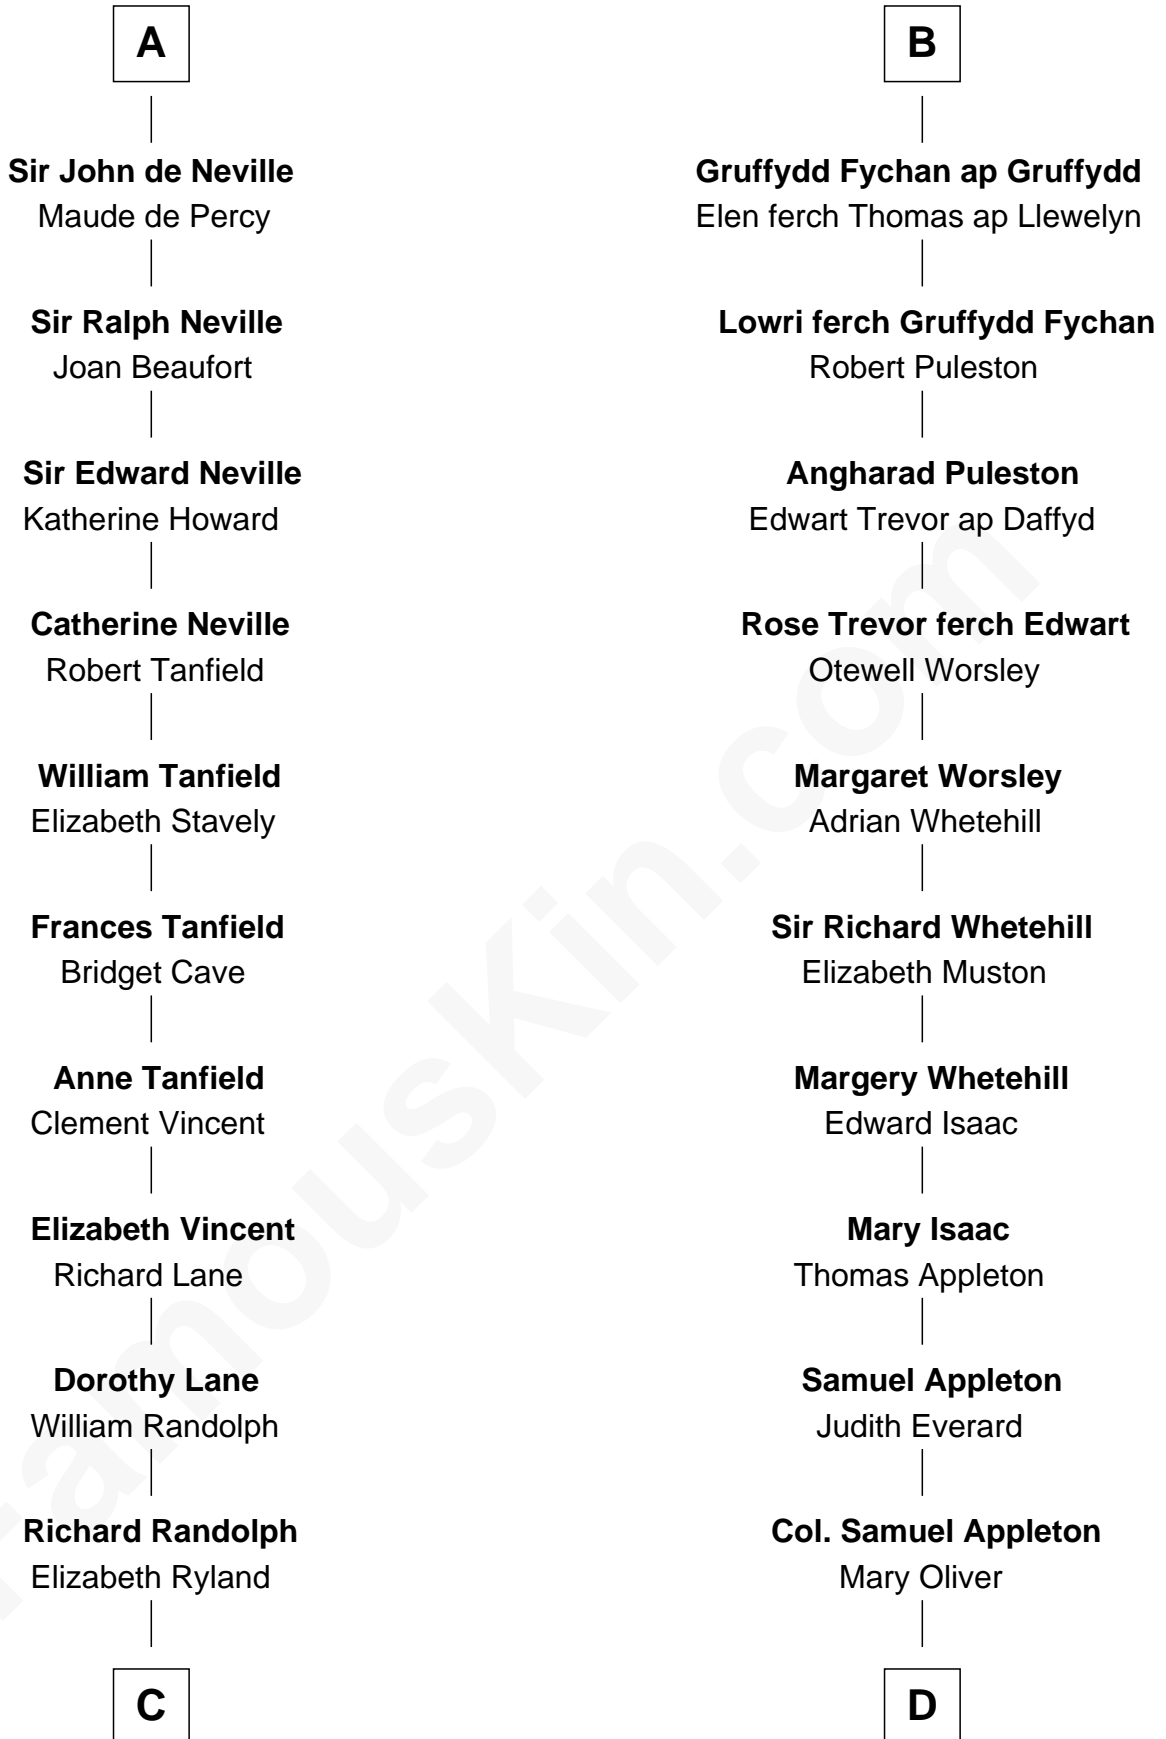 A
Sir John de Neville
Maude de Percy
Sir Ralph Neville
Joan Beaufort
Sir Edward Neville
Katherine Howard
Catherine Neville
Robert Tanfield
William Tanfield
Elizabeth Stavely
Frances Tanfield
Bridget Cave
Anne Tanfield
Clement Vincent
Elizabeth Vincent
Richard Lane
Dorothy Lane
William Randolph
Richard Randolph
Elizabeth Ryland
C
B
Gruffydd Fychan ap Gruffydd
Elen ferch Thomas ap Llewelyn
Lowri ferch Gruffydd Fychan
Robert Puleston
Angharad Puleston
Edwart Trevor ap Daffyd
Rose Trevor ferch Edwart
Otewell Worsley
Margaret Worsley
Adrian Whetehill
Sir Richard Whetehill
Elizabeth Muston
Margery Whetehill
Edward Isaac
Mary Isaac
Thomas Appleton
Samuel Appleton
Judith Everard
Col. Samuel Appleton
Mary Oliver
D
FamousKin.com